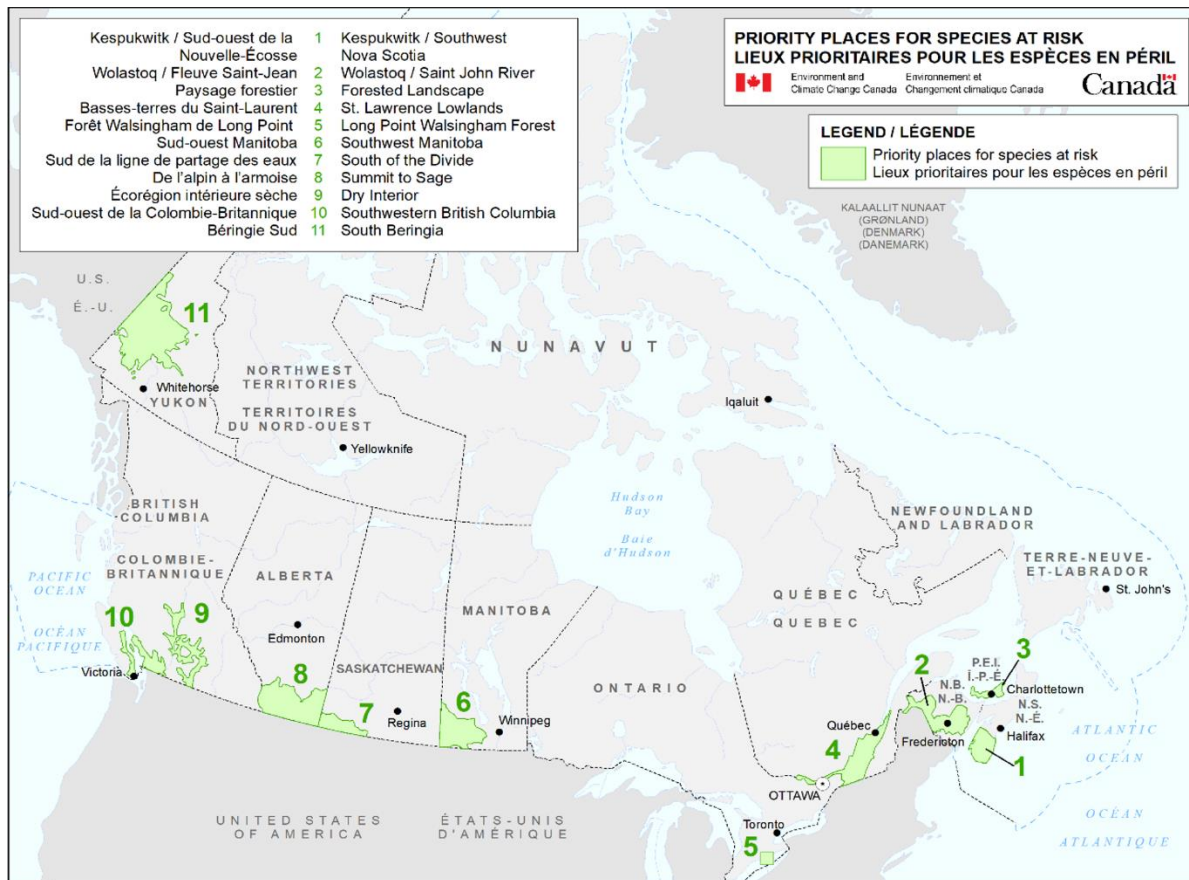 Kespukwitk / Sud-ouest de la Nouvelle-Écosse 1 Kespukwitk / Southwest Nova Scotia
Wolastoq / Fleuve Saint-Jean 2 Wolastoq / Saint John River
Paysage forestier 3 Forested Landscape
Basses-terres du Saint-Laurent 4 St. Lawrence Lowlands
Forêt Walsingham de Long Point 5 Long Point Walsingham Forest
Sud-ouest Manitoba 6 Southwest Manitoba
Sud de la ligne de partage des eaux 7 South of the Divide
De l'alpin à l'armoise 8 Summit to Sage
Écorégion intérieure sèche 9 Dry Interior
Sud-ouest de la Colombie-Britannique 10 Southwestern British Columbia
Béringie Sud 11 South Beringia
PRIORITY PLACES FOR SPECIES AT RISK
LIEUX PRIORITAIRES POUR LES ESPÈCES EN PÉRIL
Environment and Climate Change Canada
Environnement et Changement climatique Canada
Canada
LEGEND / LÉGENDE
Priority places for species at risk
Lieux prioritaires pour les espèces en péril
KALAALLIT NUNAAT
(GRØNLAND)
(DENMARK)
(DANEMARK)
U.S.
É.-U.
11
NUNAVUT
Whitehorse
YUKON
NORTHWEST
TERRITORIES
TERRITOIRES
DU NORD-OUEST
Yellowknife
Iqaluit
BRITISH
COLUMBIA
COLOMBIE-
BRITANNIQUE
Hudson
Bay
Baie
d'Hudson
NEWFOUNDLAND
AND LABRADOR
TERRE-NEUVE-
ET-LABRADOR
St. John's
PACIFIC
OCEAN
OCÉAN
PACIFIQUE
ALBERTA
Edmonton
MANITOBA
QUÉBEC
QUEBEC
10
9
Victoria
8
SASKATCHEWAN
7
Regina
6
Winnipeg
ONTARIO
2
N.B.
N.-B.
P.E.I.
Î.-P.-É.
3
Charlottetown
N.S.
N.-É.
Québec
Fredericton
Halifax
4
1
ATLANTIC
OCEAN
OCÉAN
ATLANTIQUE
OTTAWA
Toronto
5
UNITED STATES
OF AMERICA
ÉTATS-UNIS
D'AMÉRIQUE